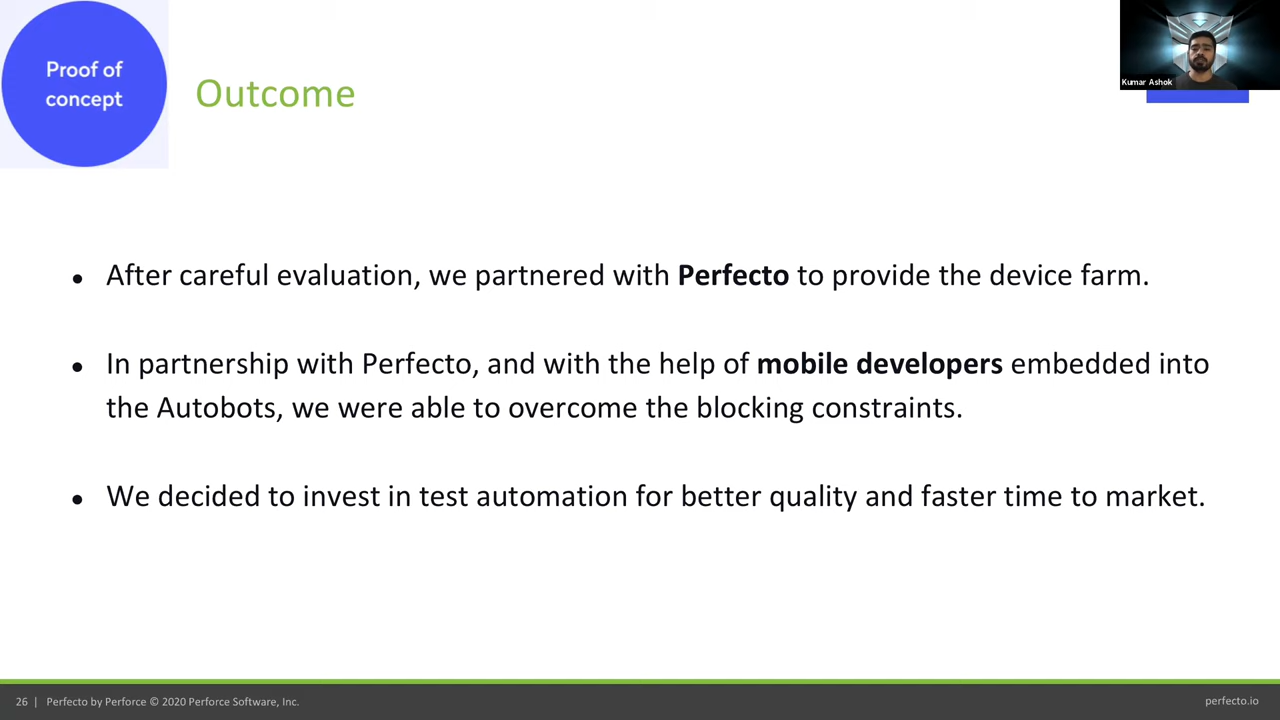 Proof of
concept
Outcome
Kumar Ashok
• After careful evaluation, we partnered with Perfecto to provide the device farm.
• In partnership with Perfecto, and with the help of mobile developers embedded into
the Autobots, we were able to overcome the blocking constraints.
• We decided to invest in test automation for better quality and faster time to market.
26 | Perfecto by Perforce © 2020 Perforce Software, Inc.
perfecto.io